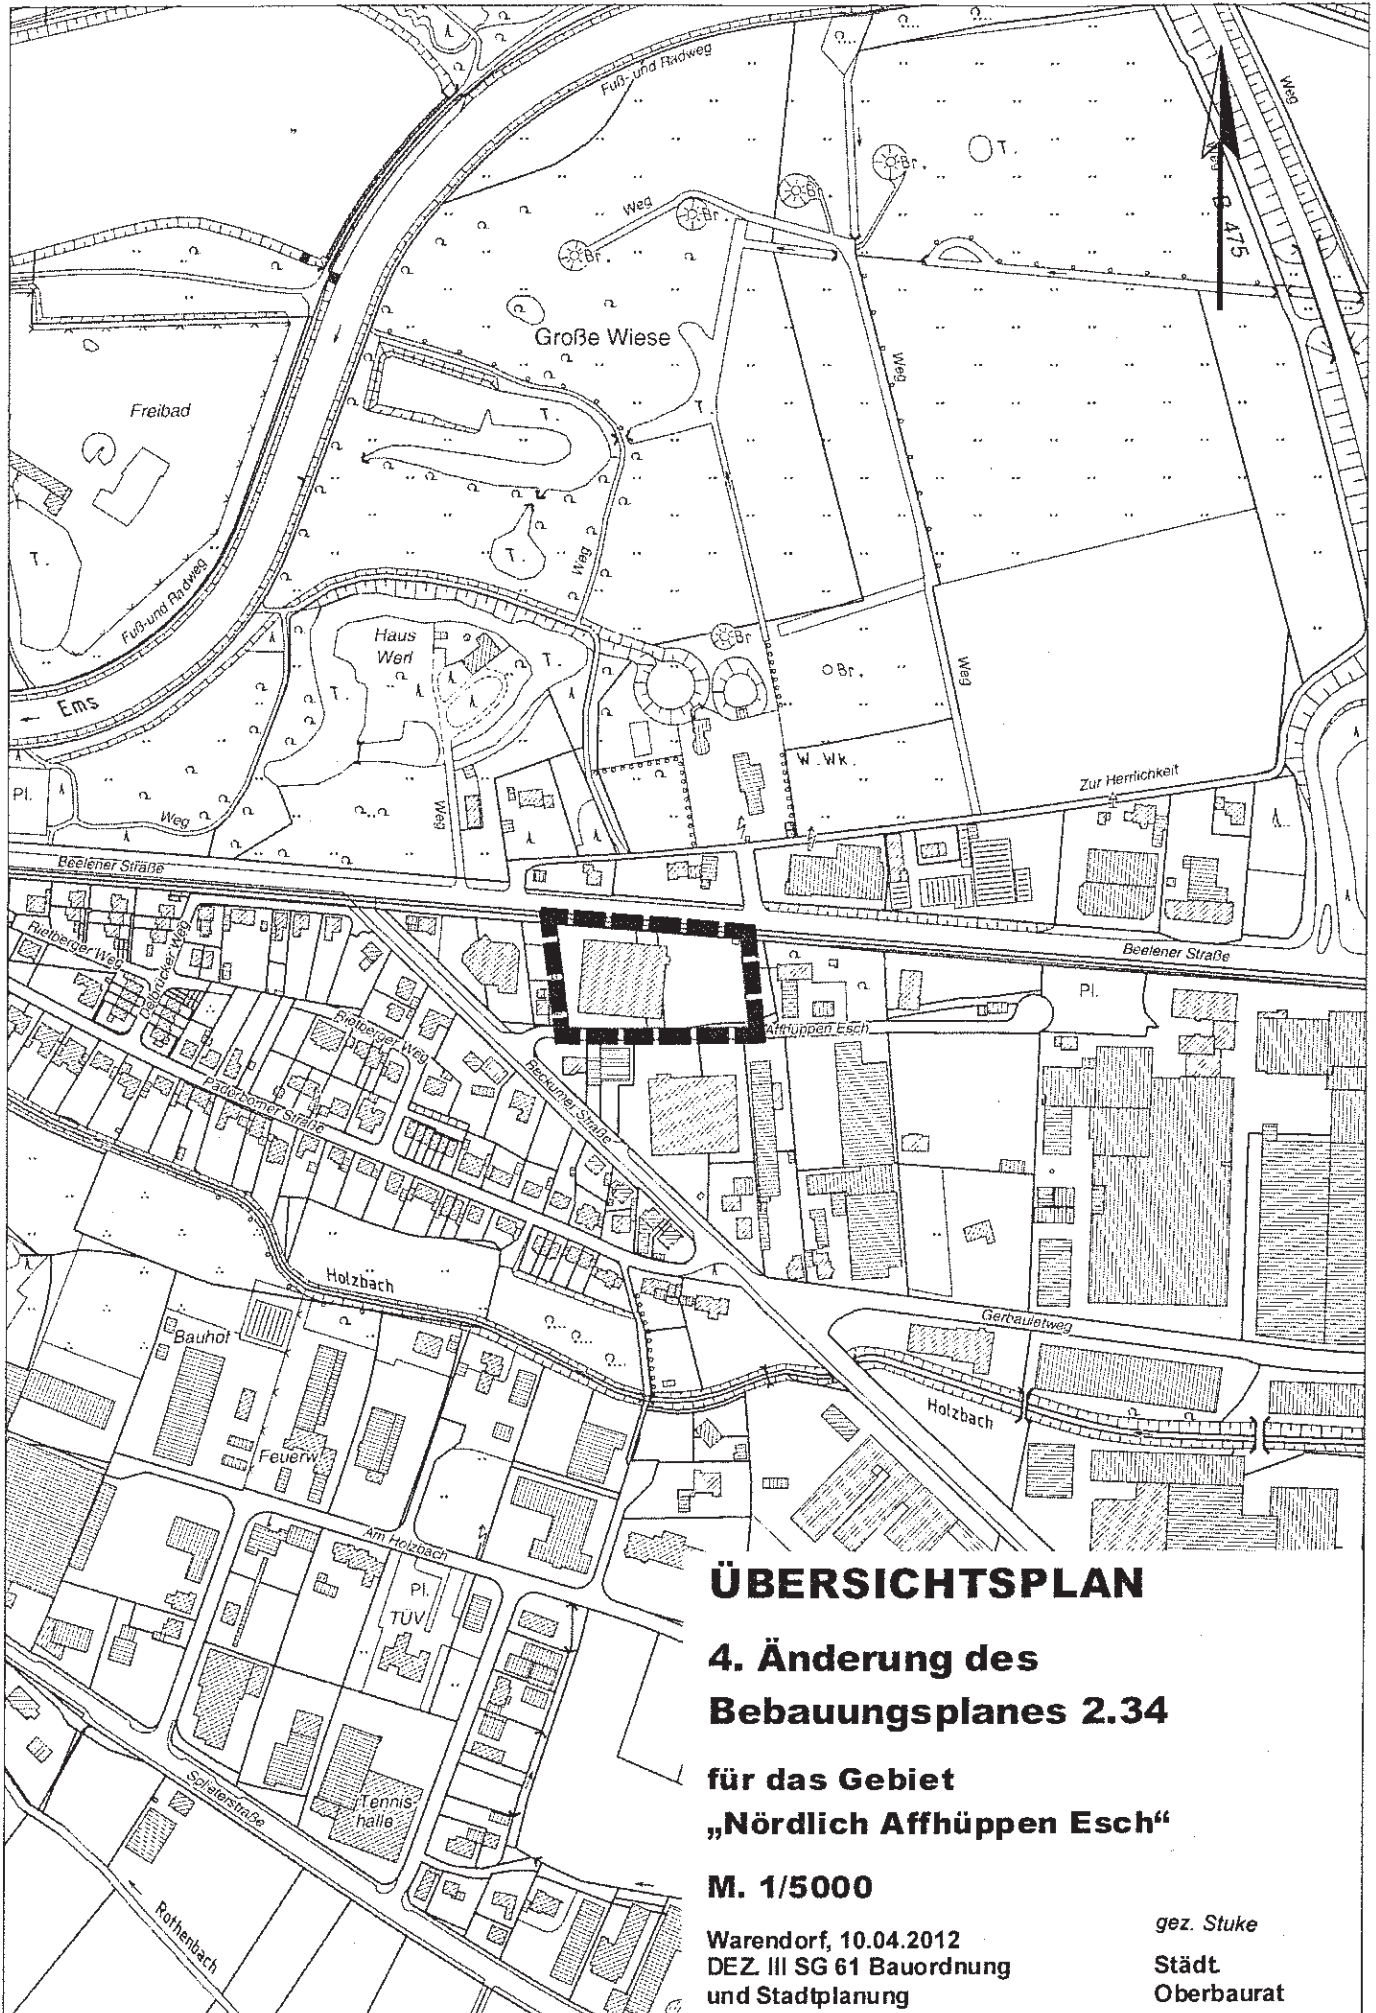 Fuß- und Radweg
Weg
Br.
T.
Br.
Weg
Br.
B 475
Br.
Große Wiese
Weg
Freibad
T.
T.
T.
T.
Weg
Fuß-und Radweg
Haus
Werl
T.
T.
Br
Br.
Weg
Ems
W.Wk.
Zur Herrlichkeit
Pl.
Weg
Weg
Beelener Straße
Beelener Straße
Rietberger Weg
Delbrücker Weg
Pl.
Rietberger Weg
Affhüppen Esch
Paderborner Straße
Beckumer Straße
Holzbach
Gerbauletweg
Bauhof
Holzbach
Feuerw.
Am Holzbach
Pl.
TÜV
Tennis-
halle
Splieterstraße
Rothenbach
ÜBERSICHTSPLAN
4. Änderung des
Bebauungsplanes 2.34
für das Gebiet
„Nördlich Affhüppen Esch“
M. 1/5000
gez. Stuke
Warendorf, 10.04.2012
DEZ. III SG 61 Bauordnung
und Stadtplanung
Städt.
Oberbaurat